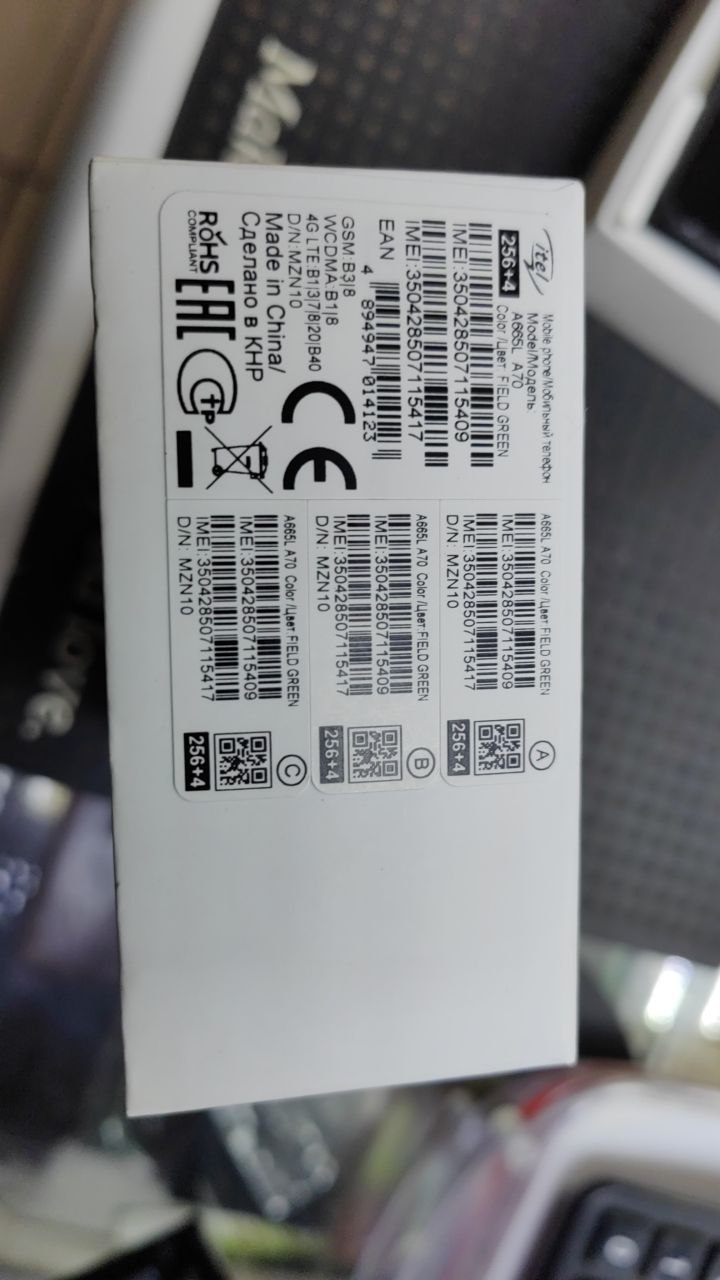 itel
Mobile phone/Мобильный телефон
Model/Модель:
A665L A70
256+4 Color /Цвет: FIELD GREEN
IMEI:350428507115409
IMEI:350428507115417
EAN
4 894947 014123
GSM:B3|8
WCDMA:B1|8
4G LTE:B1|3|7|8|20|B40
D/N:MZN10
Made in China/
Сделано в КНР
CE
RoHS
COMPLIANT
EAC
A665L A70 Color /Цвет:FIELD GREEN
IMEI:350428507115409
IMEI:350428507115417
D/N: MZN10
A
256+4
A665L A70 Color /Цвет:FIELD GREEN
IMEI:350428507115409
IMEI:350428507115417
D/N: MZN10
B
256+4
A665L A70 Color /Цвет:FIELD GREEN
IMEI:350428507115409
IMEI:350428507115417
D/N: MZN10
C
256+4
love.